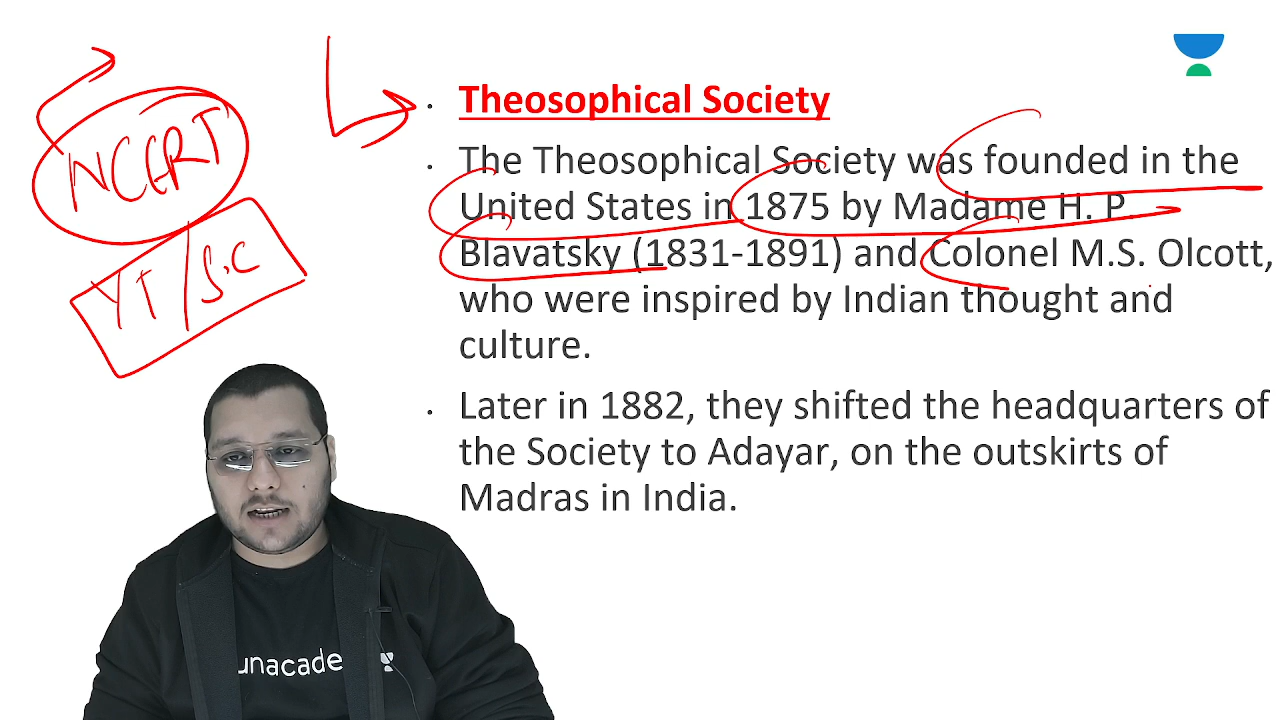 NCERT
YT/S.C
• Theosophical Society
• The Theosophical Society was founded in the
United States in 1875 by Madame H. P.
Blavatsky (1831-1891) and Colonel M.S. Olcott,
who were inspired by Indian thought and
culture.
• Later in 1882, they shifted the headquarters of
the Society to Adayar, on the outskirts of
Madras in India.
unacade